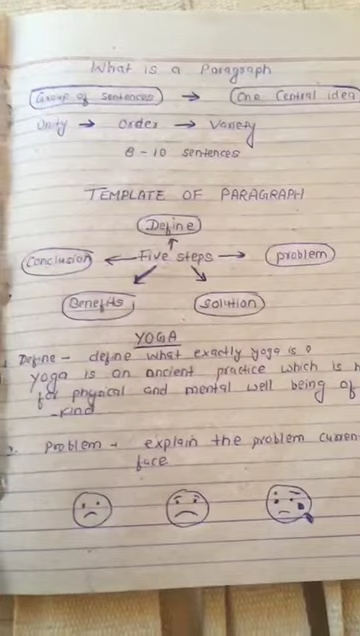 What is a Paragraph
Group of sentences → One Central idea
Unity → Order → Variety
8-10 sentences
TEMPLATE OF PARAGRAPH
Define
Conclusion ← Five steps → problem
Benefits solution
YOGA
Define - define what exactly yoga is
yoga is an ancient practice which is
for physical and mental well being of
kind
Problem → explain the problem
face